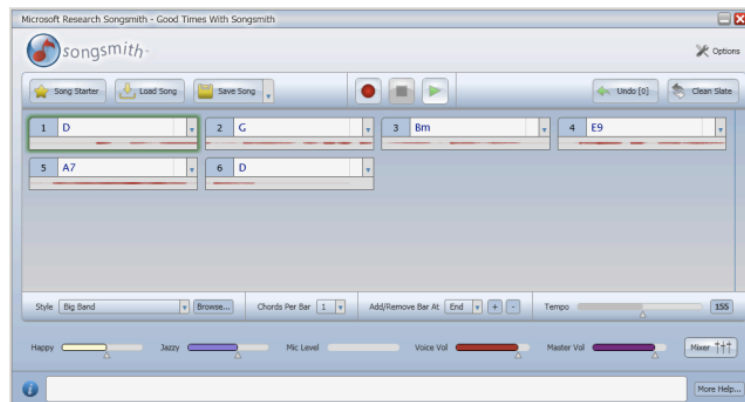 Microsoft Research Songsmith - Good Times With Songsmith
songsmith
Options
Song Starter Load Song Save Song Undo [0] Clean Slate
1 D 2 G 3 Bm 4 E9
5 A7 6 D
Style Big Band Browse... Chords Per Bar 1 Add/Remove Bar At End + - Tempo 155
Happy Jazzy Mic Level Voice Vol Master Vol Mixer
More Help...